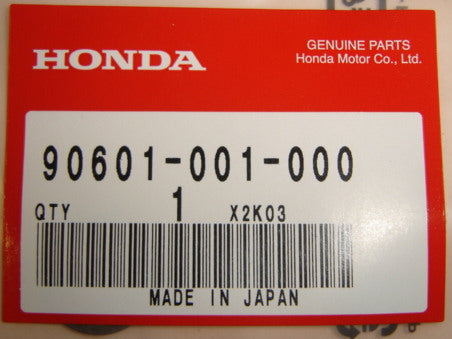 HONDA
GENUINE PARTS
Honda Motor Co., Ltd.
90601-001-000
QTY 1 X2K03
MADE IN JAPAN